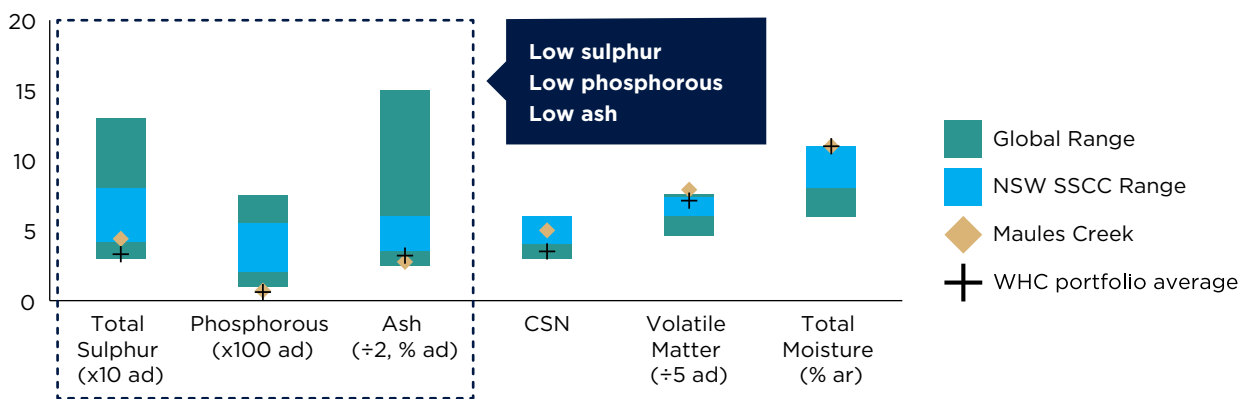 20
15
10
5
0
Low sulphur
Low phosphorous
Low ash
Global Range
NSW SSCC Range
Maules Creek
WHC portfolio average
Total
Sulphur
(x10 ad)
Phosphorous
(x100 ad)
Ash
(÷2, % ad)
CSN
Volatile
Matter
(÷5 ad)
Total
Moisture
(% ar)